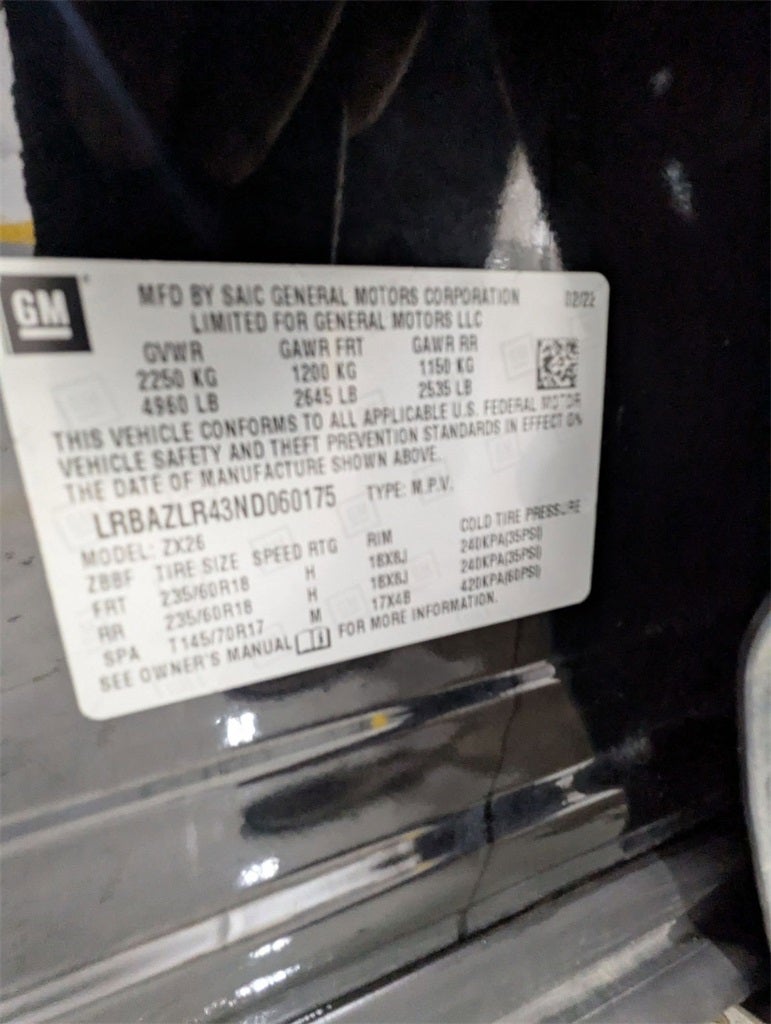 GM
MFD BY SAIC GENERAL MOTORS CORPORATION 02/22
LIMITED FOR GENERAL MOTORS LLC
GVWR GAWR FRT GAWR RR
2250 KG 1200 KG 1150 KG
4960 LB 2645 LB 2535 LB
THIS VEHICLE CONFORMS TO ALL APPLICABLE U.S. FEDERAL MOTOR
VEHICLE SAFETY AND THEFT PREVENTION STANDARDS IN EFFECT ON
THE DATE OF MANUFACTURE SHOWN ABOVE.
LRBAZLR43ND060175 TYPE: M.P.V.
MODEL: ZX26
ZBBF TIRE SIZE SPEED RTG RIM COLD TIRE PRESSURE
FRT 235/60R18 H 18X8J 240KPA(35PSI)
RR 235/60R18 H 18X8J 240KPA(35PSI)
SPA T145/70R17 M 17X4B 420KPA(60PSI)
SEE OWNER'S MANUAL FOR MORE INFORMATION.